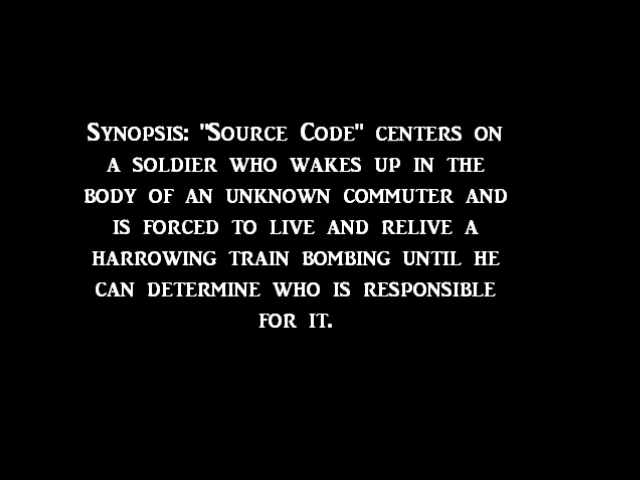 Synopsis: "Source Code" centers on
a soldier who wakes up in the
body of an unknown commuter and
is forced to live and relive a
harrowing train bombing until he
can determine who is responsible
for it.